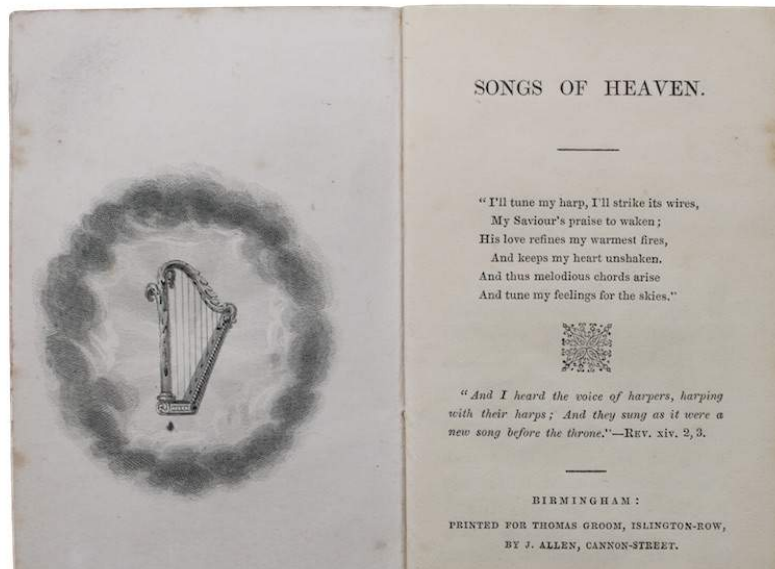 SONGS OF HEAVEN.
"I'll tune my harp, I'll strike its wires,
My Saviour's praise to waken;
His love refines my warmest fires,
And keeps my heart unshaken.
And thus melodious chords arise
And tune my feelings for the skies."
"And I heard the voice of harpers, harping
with their harps; And they sung as it were a
new song before the throne."—REV. xiv. 2, 3.
BIRMINGHAM:
PRINTED FOR THOMAS GROOM, ISLINGTON-ROW,
BY J. ALLEN, CANNON-STREET.